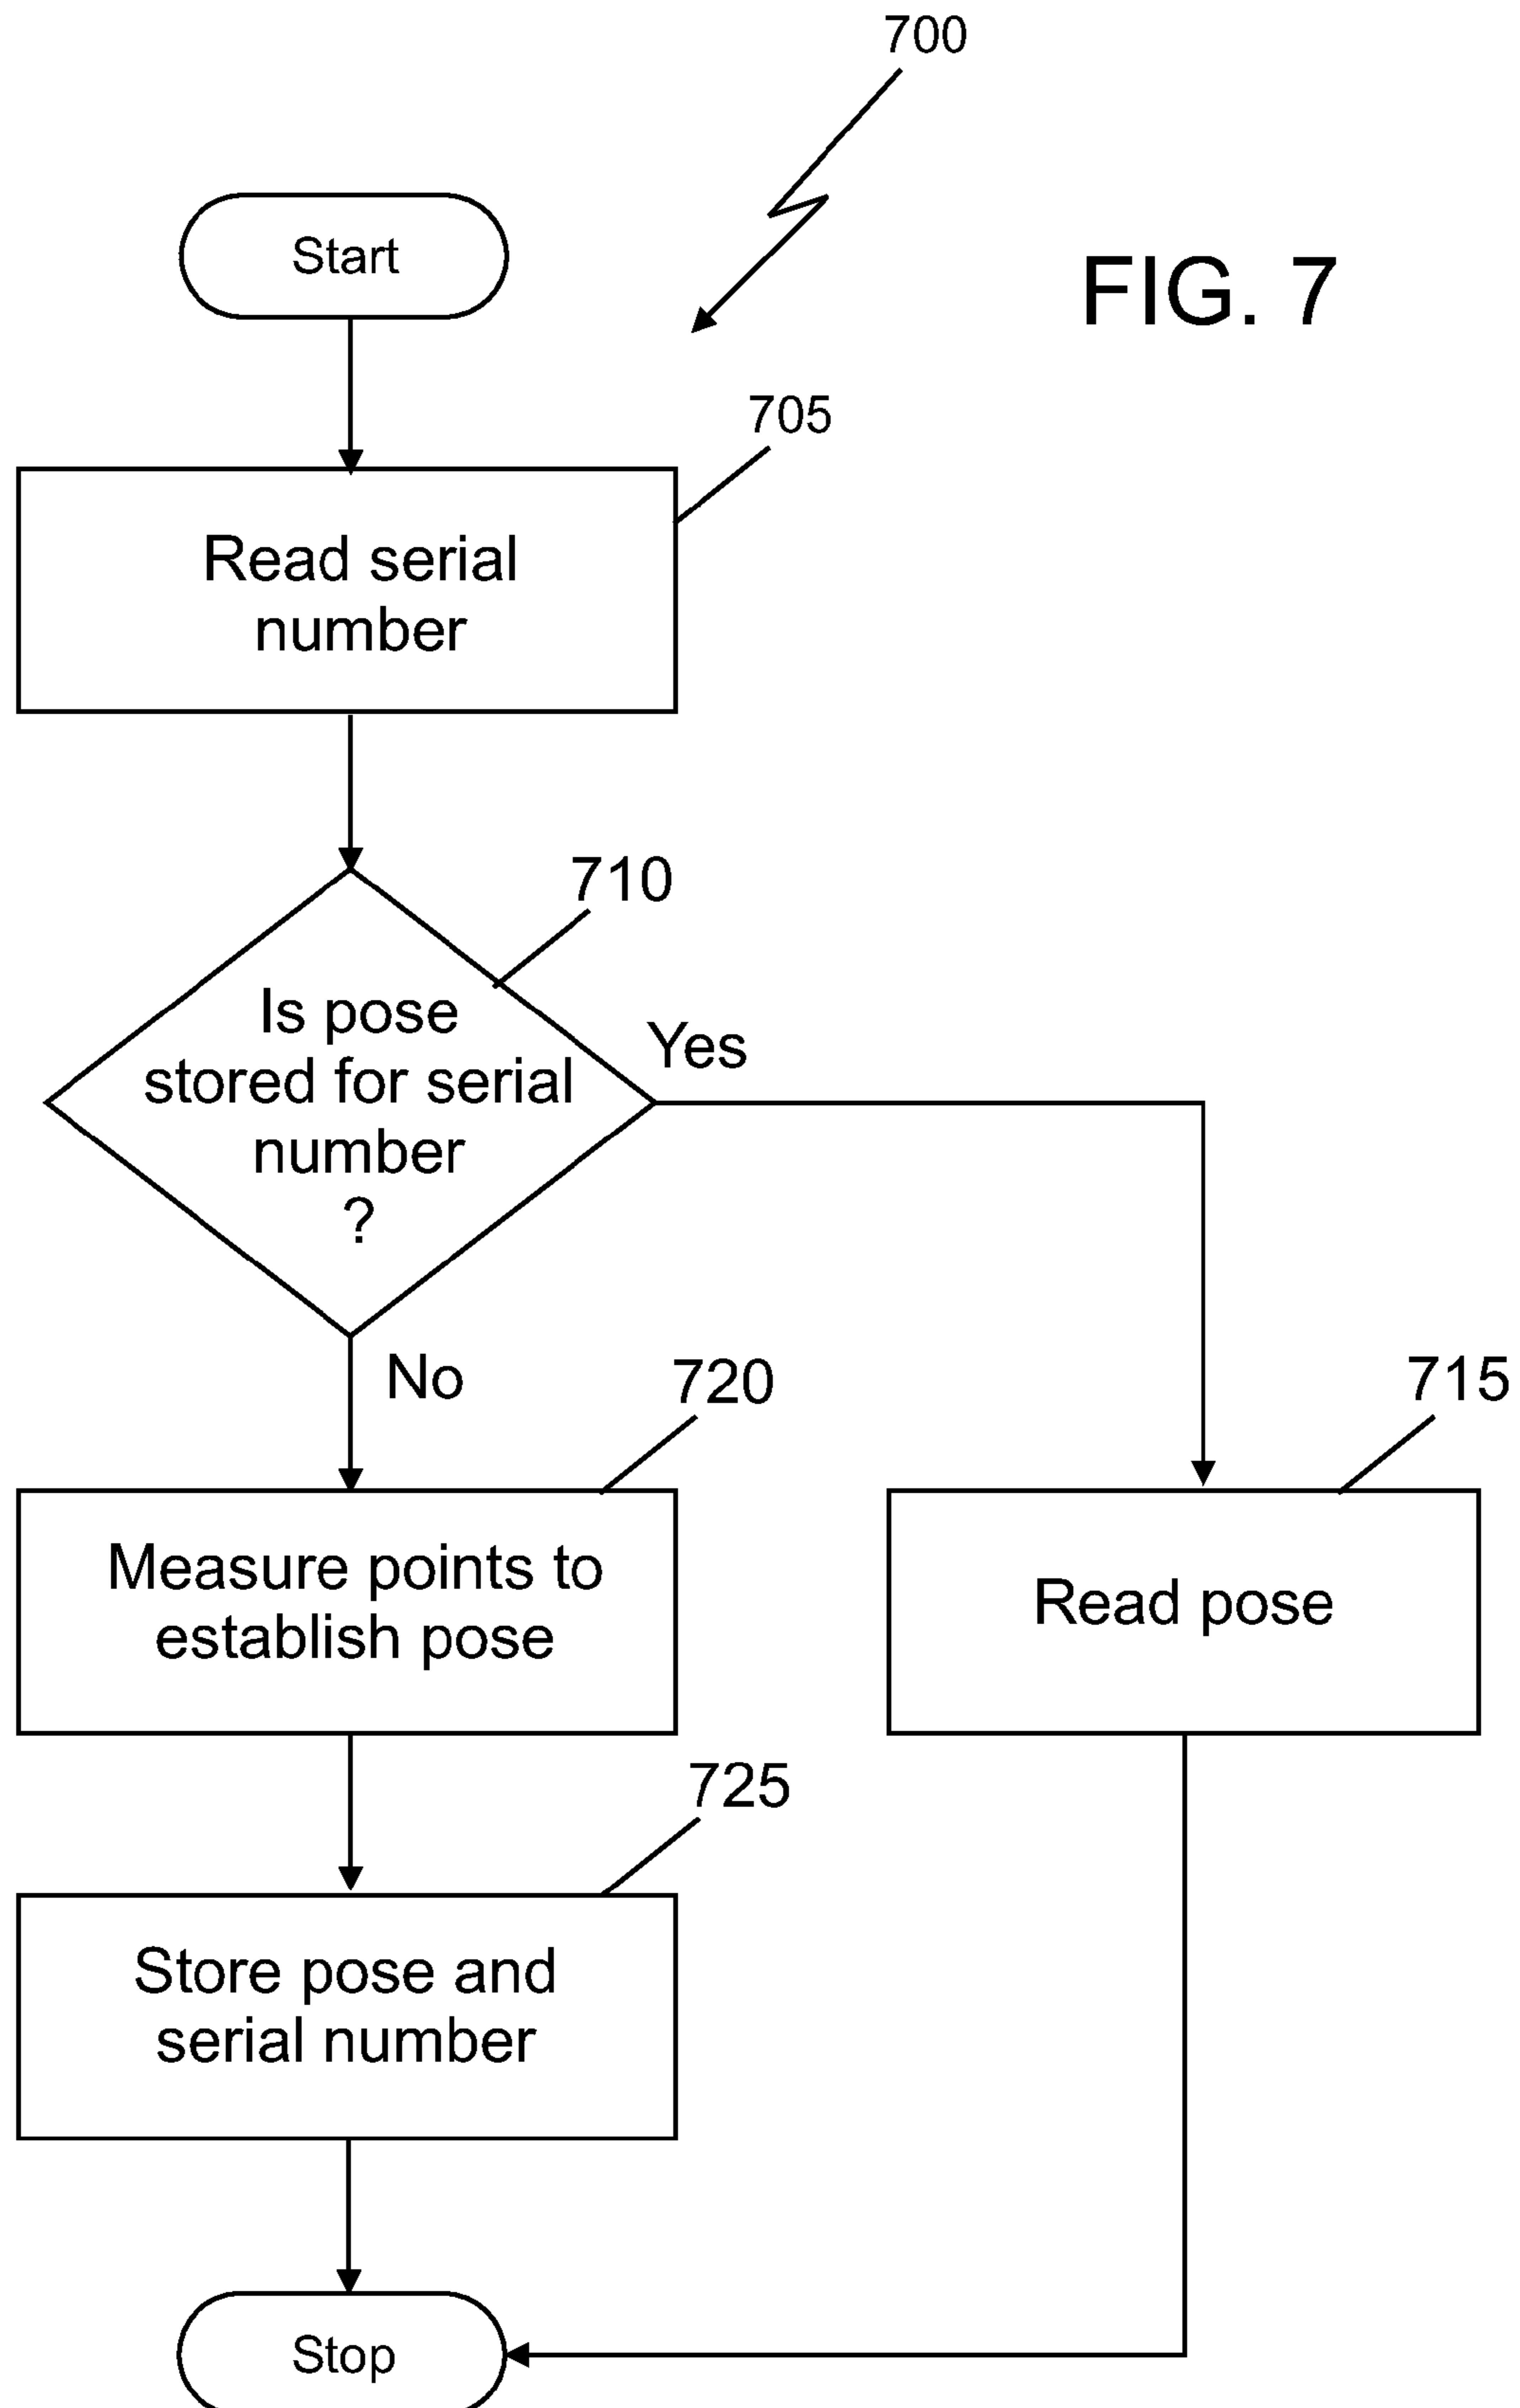 700
Start
FIG. 7
705
Read serial
number
710
Is pose
stored for serial
number
?
Yes
No
720
715
Measure points to
establish pose
Read pose
725
Store pose and
serial number
Stop